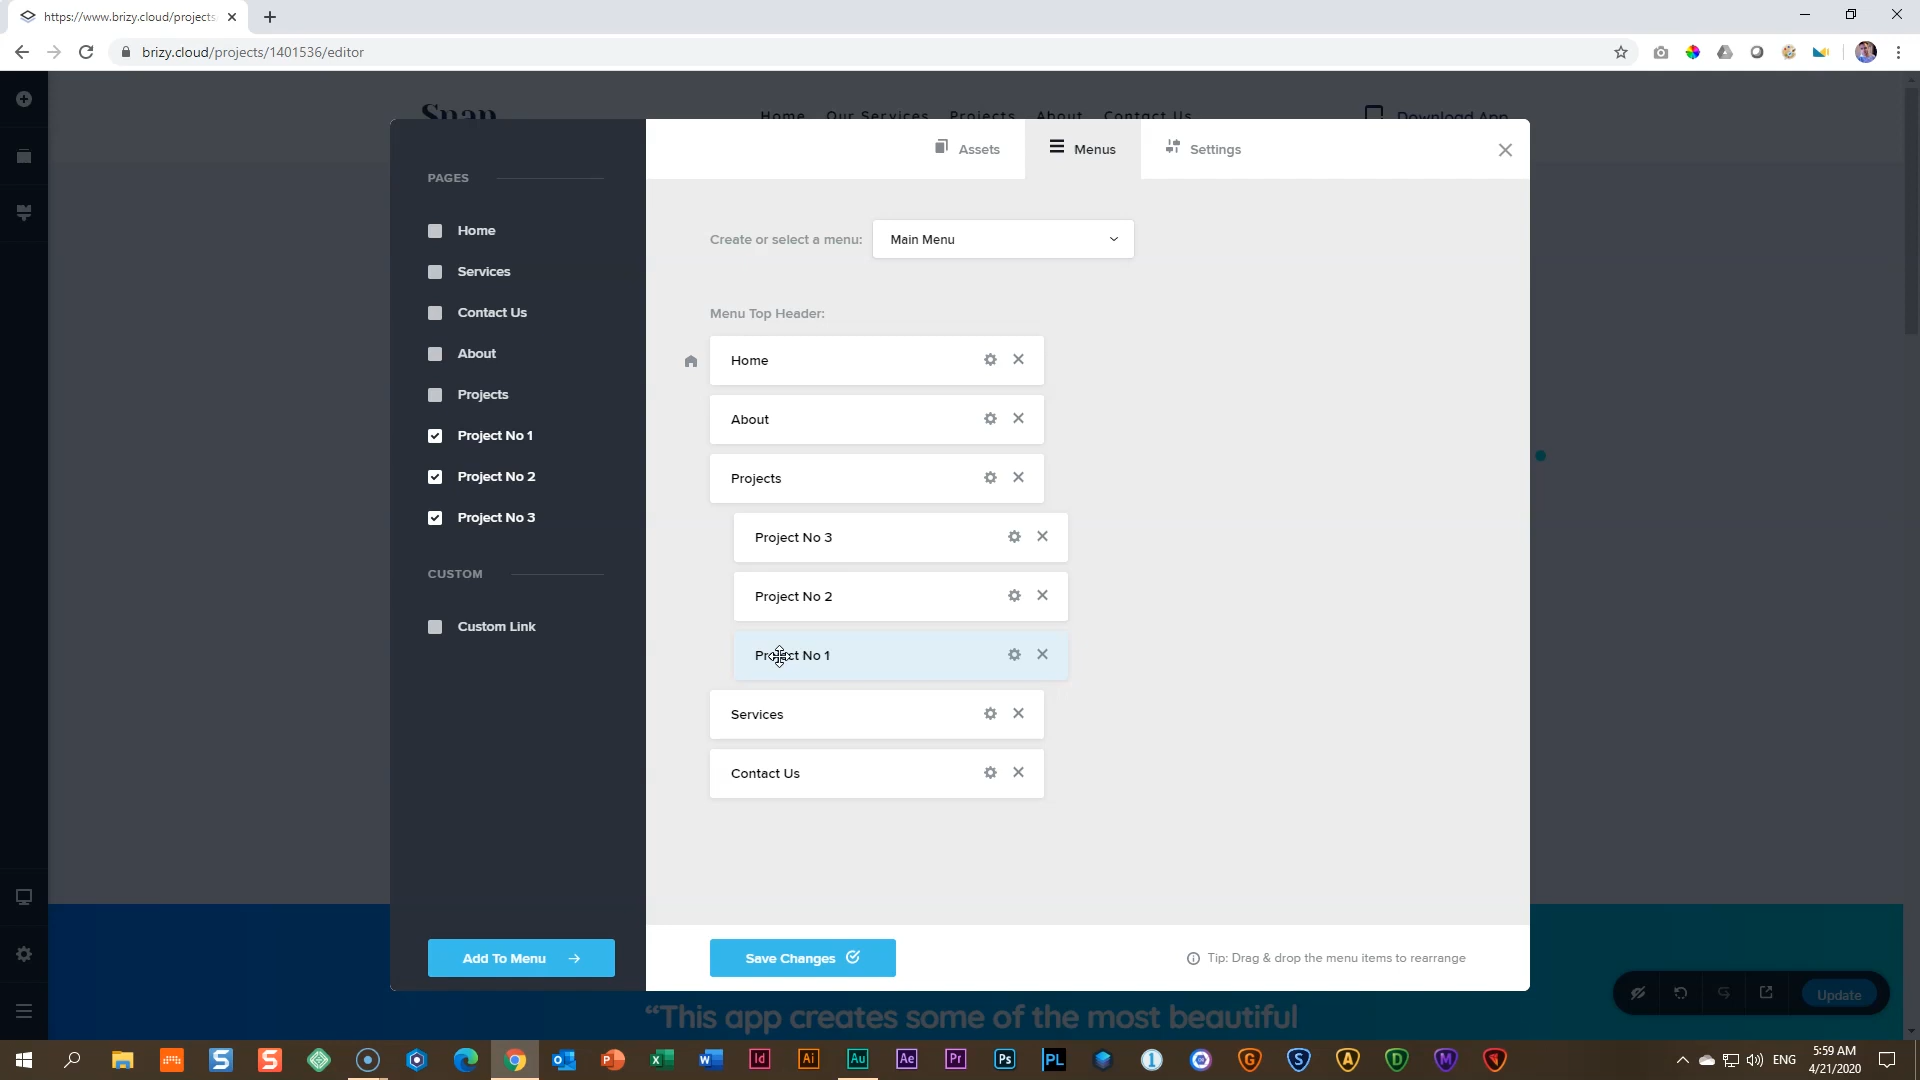 https://www.brizy.cloud/projects
brizy.cloud/projects/1401536/editor
Snap
Home Our Services Projects About Contact Us
Download App
Assets Menus Settings
PAGES
Home
Services
Contact Us
About
Projects
Project No 1
Project No 2
Project No 3
CUSTOM
Custom Link
Add To Menu
Create or select a menu: Main Menu
Menu Top Header:
Home
About
Projects
Project No 3
Project No 2
Project No 1
Services
Contact Us
Save Changes
Tip: Drag & drop the menu items to rearrange
Update
“This app creates some of the most beautiful
ENG
5:59 AM
4/21/2020